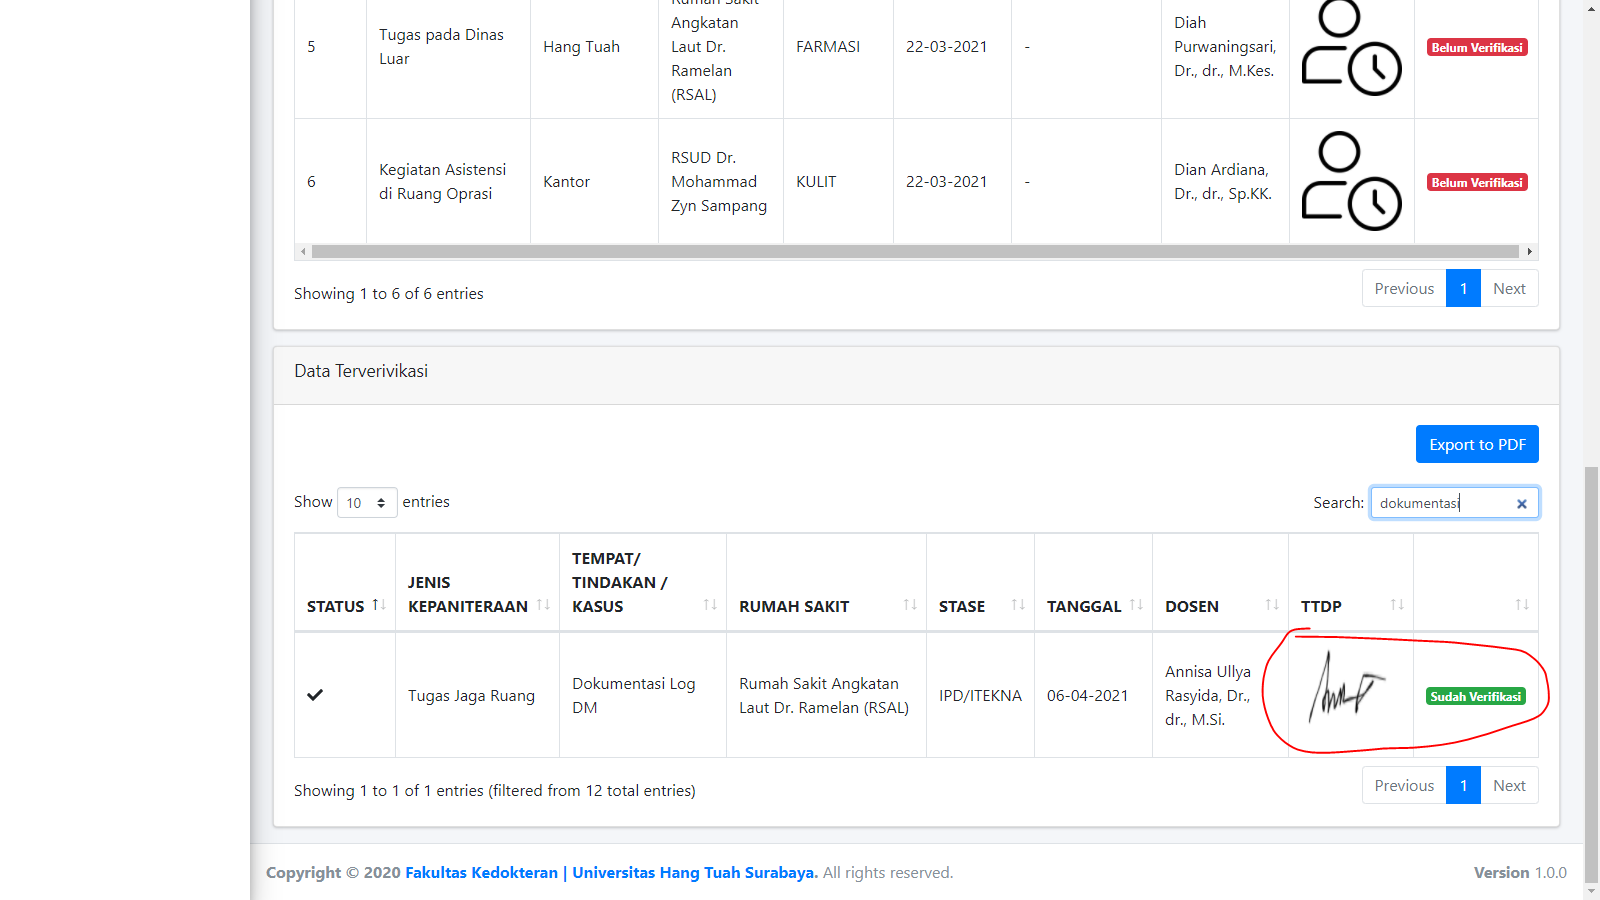 5 Tugas pada Dinas Luar Hang Tuah Rumah Sakit Angkatan Laut Dr. Ramelan (RSAL) FARMASI 22-03-2021 - Diah Purwaningsari, Dr., dr., M.Kes. Belum Verifikasi
6 Kegiatan Asistensi di Ruang Oprasi Kantor RSUD Dr. Mohammad Zyn Sampang KULIT 22-03-2021 - Dian Ardiana, Dr., dr., Sp.KK. Belum Verifikasi
Showing 1 to 6 of 6 entries
Previous 1 Next
Data Terverivikasi
Export to PDF
Show 10 entries
Search: dokumentasi
STATUS JENIS KEPANITERAAN TEMPAT/ TINDAKAN / KASUS RUMAH SAKIT STASE TANGGAL DOSEN TTDP
Tugas Jaga Ruang Dokumentasi Log DM Rumah Sakit Angkatan Laut Dr. Ramelan (RSAL) IPD/ITEKNA 06-04-2021 Annisa Ullya Rasyida, Dr., dr., M.Si. Sudah Verifikasi
Showing 1 to 1 of 1 entries (filtered from 12 total entries)
Previous 1 Next
Copyright © 2020 Fakultas Kedokteran | Universitas Hang Tuah Surabaya. All rights reserved.
Version 1.0.0